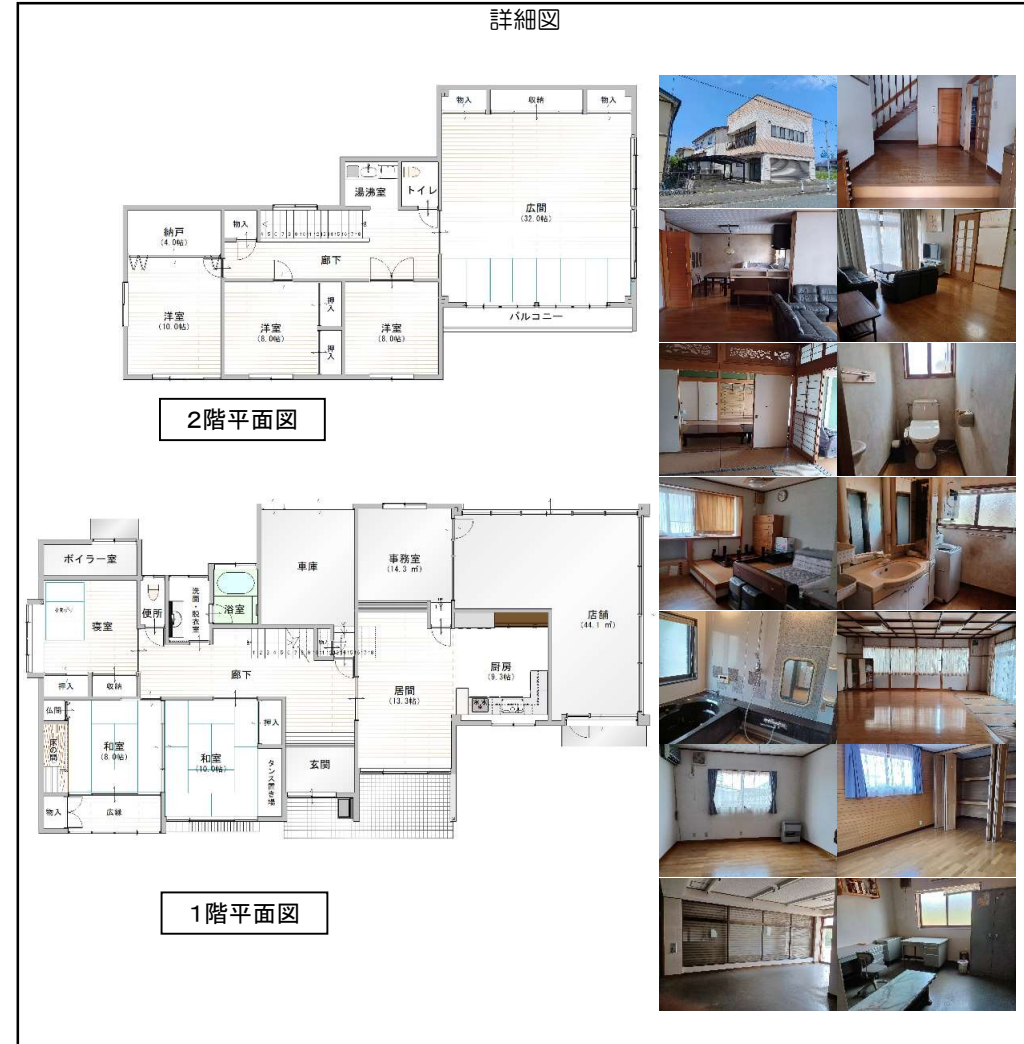 詳細図
物入
収納
物入
湯沸室
トイレ
広間
(32.0帖)
納戸
(4.0帖)
物入
廊下
洋室
(10.0帖)
洋室
(8.0帖)
押入
押入
洋室
(8.0帖)
バルコニー
2階平面図
ボイラー室
寝室
便所
洗面・脱衣室
浴室
車庫
事務室
(14.3 ㎡)
店舗
(44.1 ㎡)
厨房
(9.3帖)
物入
廊下
居間
(13.3帖)
押入
収納
仏間
床の間
和室
(8.0帖)
和室
(10.0帖)
押入
タンス置き場
玄関
物入
広縁
1階平面図